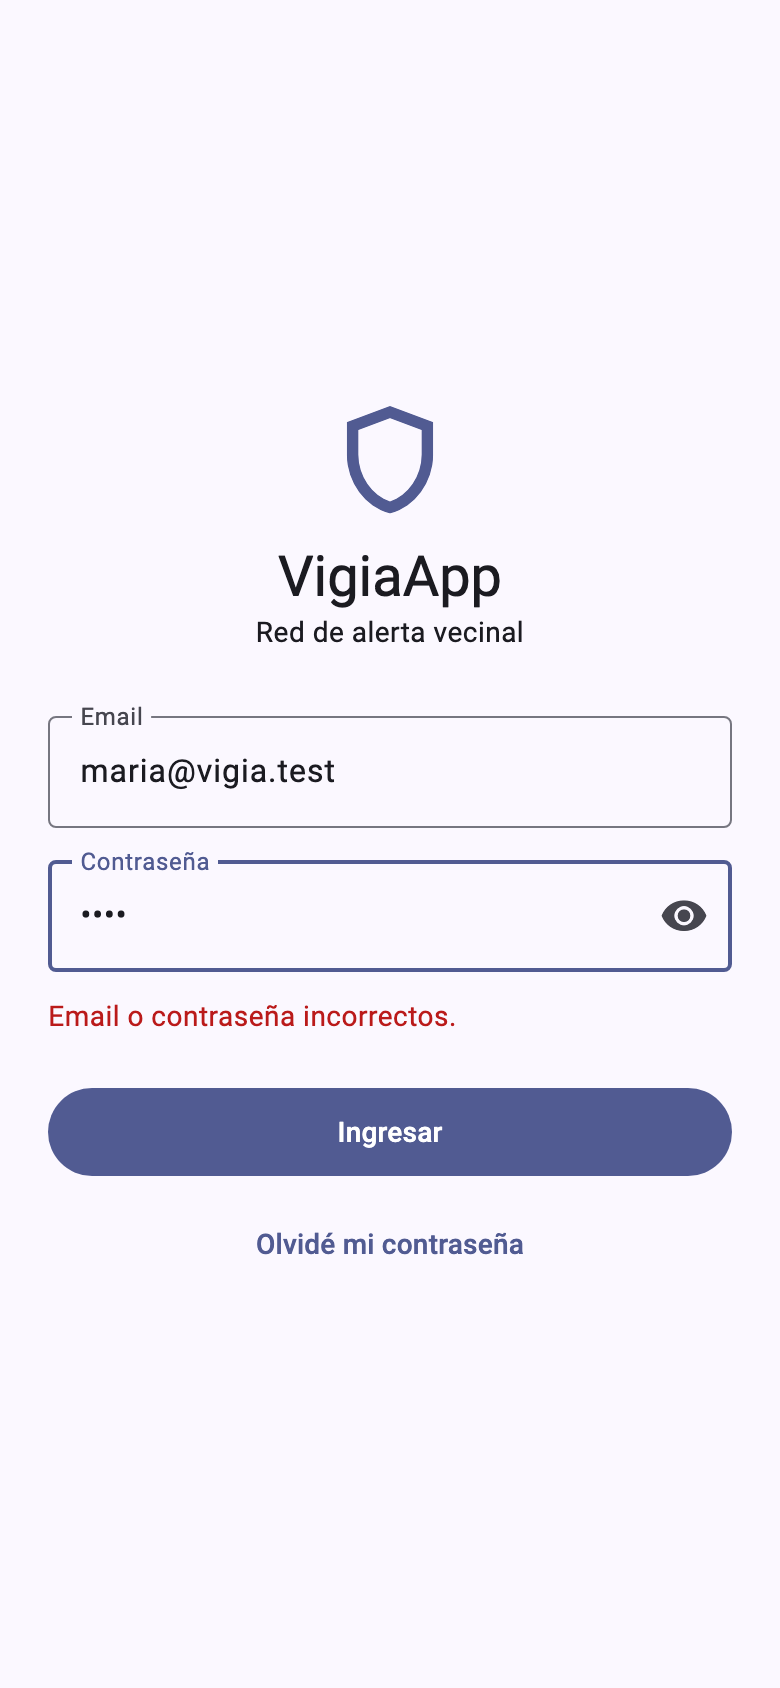 VigiaApp
Red de alerta vecinal
Email
maria@vigia.test
Contraseña
••••
Email o contraseña incorrectos.
Ingresar
Olvidé mi contraseña